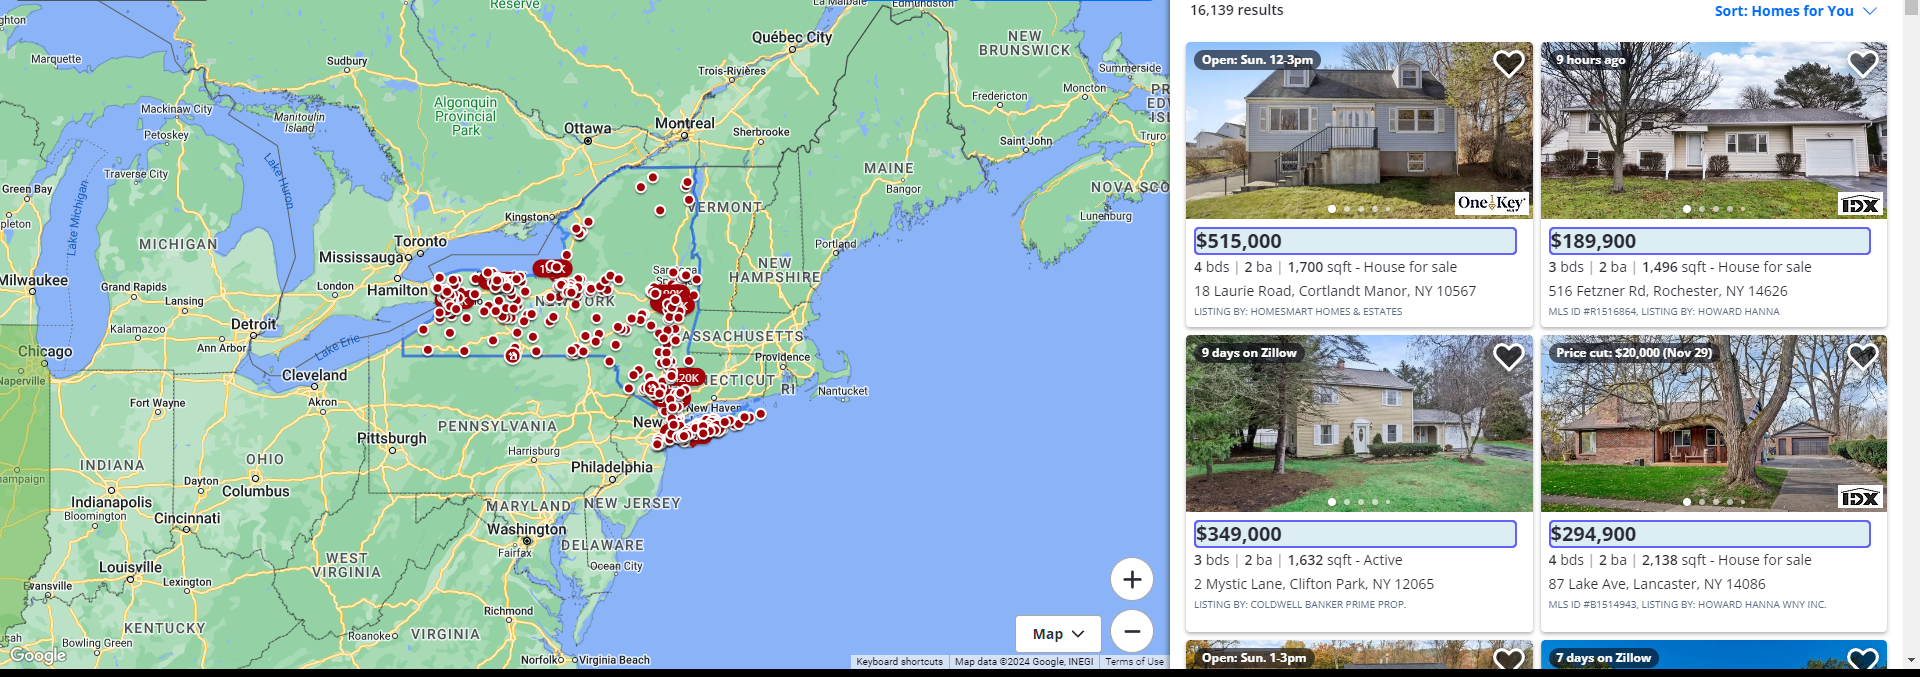 Reserve
La Malbaie
Edmundston
ghton
Marquette
Sudbury
Québec City
NEW
BRUNSWICK
Summerside
Trois-Rivières
Mackinaw City
Manitoulin
Island
Algonquin
Provincial
Park
Ottawa
Montreal
Sherbrooke
Fredericton
Moncton
PR
ED
ISL
Petoskey
Saint John
Truro
Traverse City
Lake Huron
MAINE
Bangor
NOVA SCO
Green Bay
Lake Michigan
Kingston
VERMONT
Lunenburg
pleton
MICHIGAN
Toronto
Portland
Mississauga
NEW
HAMPSHIRE
Milwaukee
Grand Rapids
London
Hamilton
Lansing
NEW YORK
Kalamazoo
Detroit
Ann Arbor
Lake Erie
ASSACHUSETTS
Chicago
Providence
Naperville
Cleveland
20K
NECTICUT
RI
Nantucket
Fort Wayne
Akron
New Haven
New
PENNSYLVANIA
Pittsburgh
Harrisburg
Philadelphia
INDIANA
OHIO
hampaign
Dayton
Columbus
Indianapolis
MARYLAND
NEW JERSEY
Bloomington
Cincinnati
Washington
DELAWARE
Fairfax
WEST
VIRGINIA
Ocean City
Louisville
Evansville
Lexington
Richmond
KENTUCKY
Roanoke
VIRGINIA
Bowling Green
Norfolk
Virginia Beach
Google
Map
Keyboard shortcuts
Map data ©2024 Google, INEGI
Terms of Use
16,139 results
Sort: Homes for You
Open: Sun. 12-3pm
OneKey
$515,000
4 bds | 2 ba | 1,700 sqft - House for sale
18 Laurie Road, Cortlandt Manor, NY 10567
LISTING BY: HOMESMART HOMES & ESTATES
9 hours ago
IDX
$189,900
3 bds | 2 ba | 1,496 sqft - House for sale
516 Fetzner Rd, Rochester, NY 14626
MLS ID #R1516864, LISTING BY: HOWARD HANNA
9 days on Zillow
$349,000
3 bds | 2 ba | 1,632 sqft - Active
2 Mystic Lane, Clifton Park, NY 12065
LISTING BY: COLDWELL BANKER PRIME PROP.
Price cut: $20,000 (Nov 29)
IDX
$294,900
4 bds | 2 ba | 2,138 sqft - House for sale
87 Lake Ave, Lancaster, NY 14086
MLS ID #B1514943, LISTING BY: HOWARD HANNA WNY INC.
Open: Sun. 1-3pm
7 days on Zillow